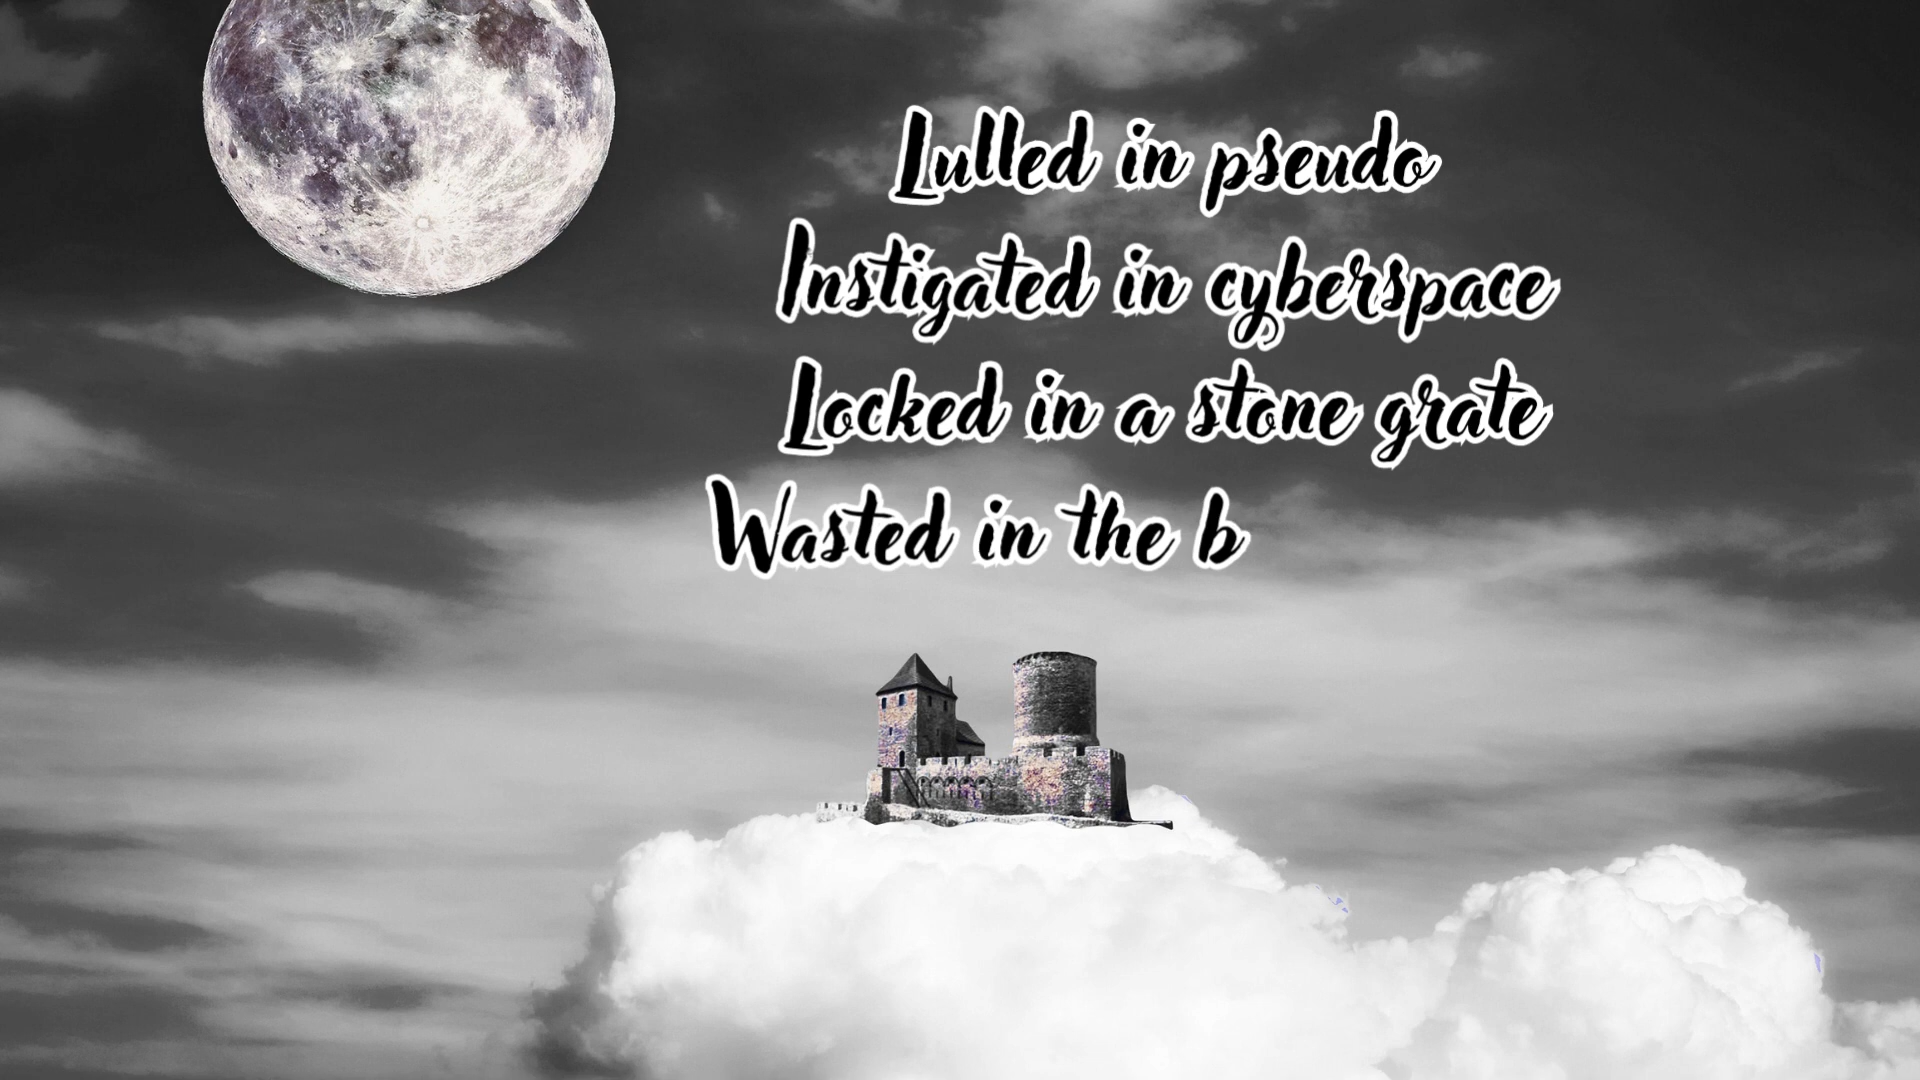 Lulled in pseudo
Instigated in cyberspace
Locked in a stone grate
Wasted in the b